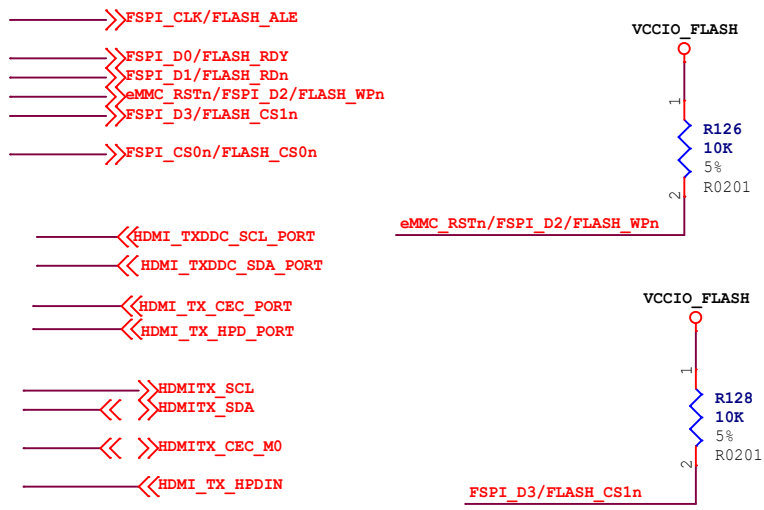 FSPI_CLK/FLASH_ALE
FSPI_D0/FLASH_RDY
FSPI_D1/FLASH_RDn
eMMC_RSTn/FSPI_D2/FLASH_WPn
FSPI_D3/FLASH_CS1n
FSPI_CS0n/FLASH_CS0n
HDMI_TXDDC_SCL_PORT
HDMI_TXDDC_SDA_PORT
HDMI_TX_CEC_PORT
HDMI_TX_HPD_PORT
HDMITX_SCL
HDMITX_SDA
HDMITX_CEC_M0
HDMI_TX_HPDIN
VCCIO_FLASH
1
R126
10K
5%
R0201
2
eMMC_RSTn/FSPI_D2/FLASH_WPn
VCCIO_FLASH
1
R128
10K
5%
R0201
2
FSPI_D3/FLASH_CS1n